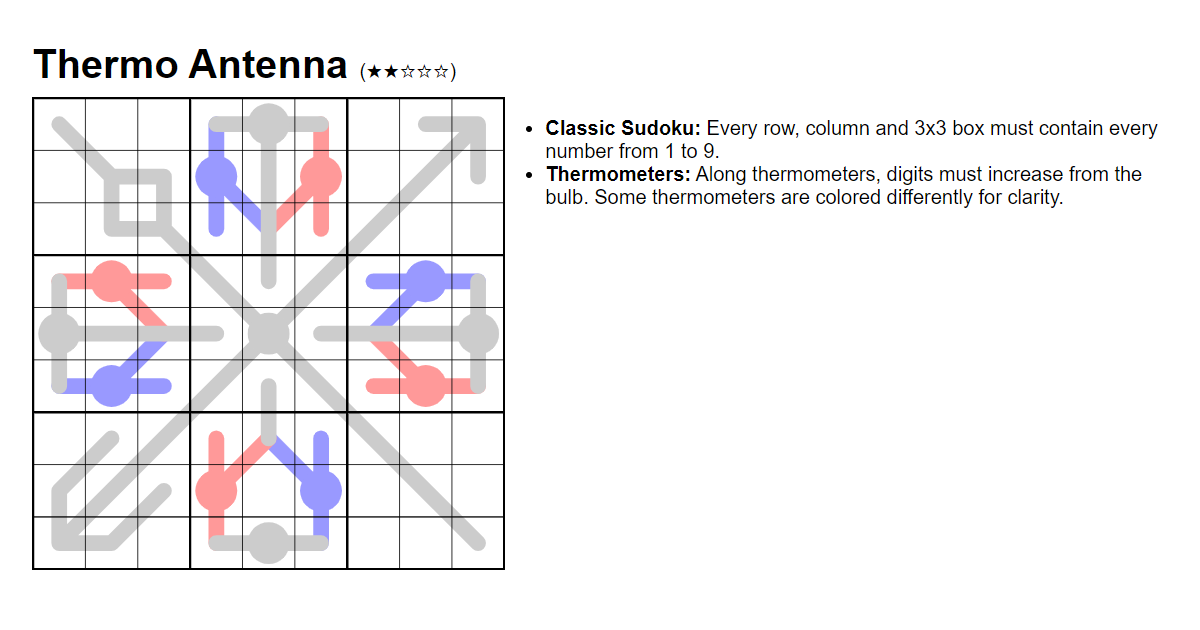 Thermo Antenna (★★☆☆☆)
• Classic Sudoku: Every row, column and 3x3 box must contain every
number from 1 to 9.
• Thermometers: Along thermometers, digits must increase from the
bulb. Some thermometers are colored differently for clarity.